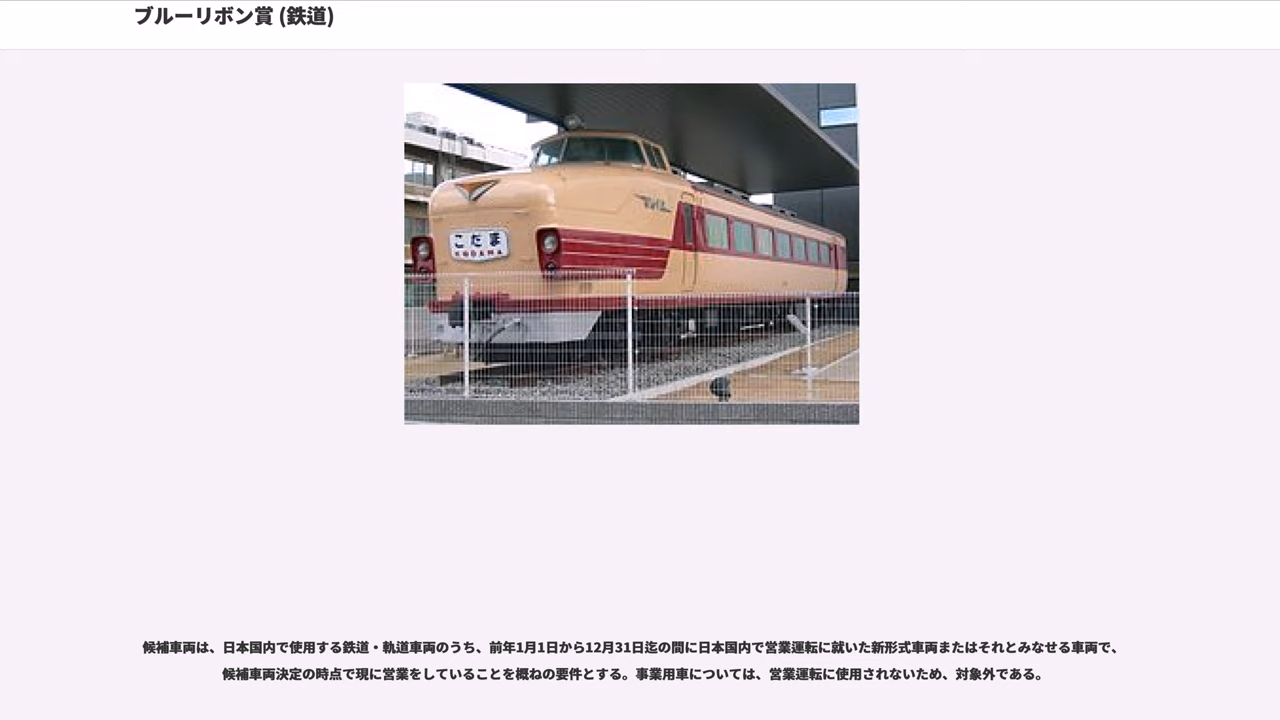 ブルーリボン賞 (鉄道)
こだま
KODAMA
候補車両は、日本国内で使用する鉄道・軌道車両のうち、前年1月1日から12月31日迄の間に日本国内で営業運転に就いた新形式車両またはそれとみなせる車両で、
候補車両決定の時点で現に営業をしていることを概ねの要件とする。事業用車については、営業運転に使用されないため、対象外である。